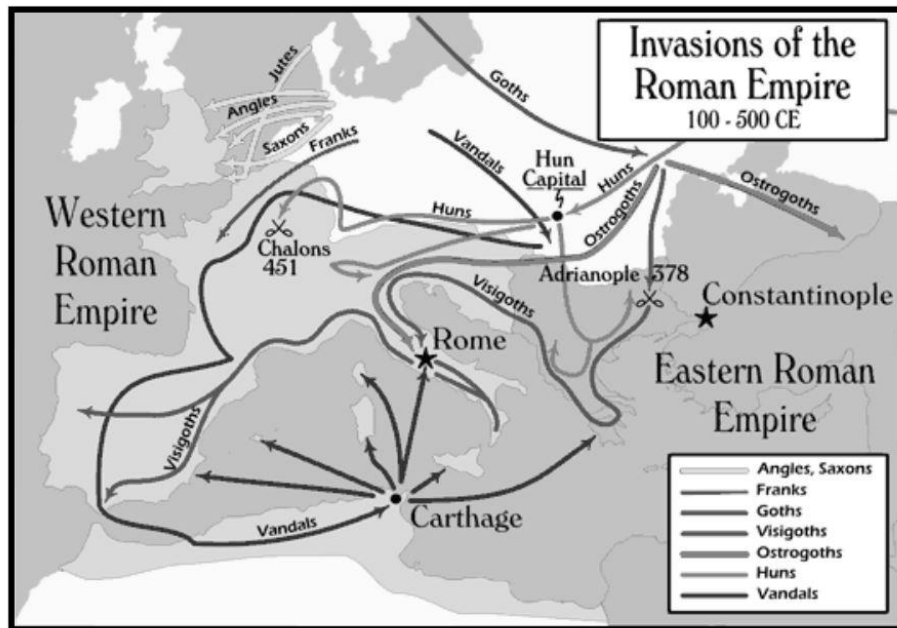 Invasions of the
Roman Empire
100 - 500 CE
Jutes
Angles
Saxons
Franks
Goths
Vandals
Hun
Capital
Huns
Ostrogoths
Ostrogoths
Huns
Western
Roman
Empire
Chalons
451
Adrianople 378
Visigoths
Constantinople
Rome
Eastern Roman
Empire
Visigoths
Vandals
Carthage
Angles, Saxons
Franks
Goths
Visigoths
Ostrogoths
Huns
Vandals